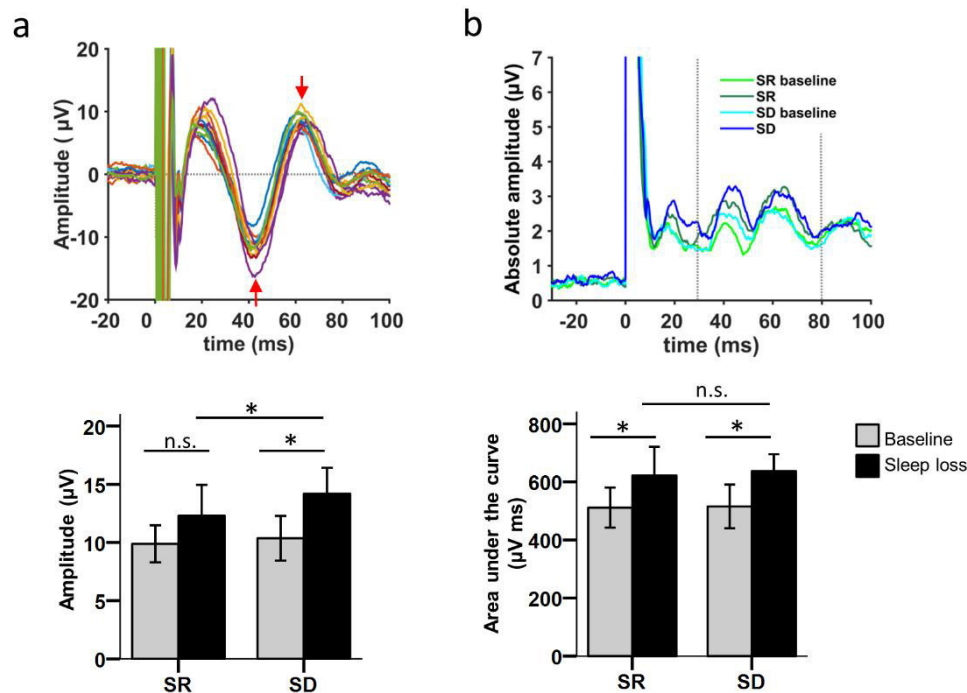 a
20
10
0
-10
-20
Amplitude ( µV)
-20 0 20 40 60 80 100
time (ms)
b
7
6
5
4
3
2
1
0
Absolute amplitude (µV)
SR baseline
SR
SD baseline
SD
-20 0 20 40 60 80 100
time (ms)
20
15
10
5
0
Amplitude (µV)
*
n.s.
*
SR SD
800
600
400
200
0
Area under the curve
(µV ms)
n.s.
*
*
SR SD
Baseline
Sleep loss